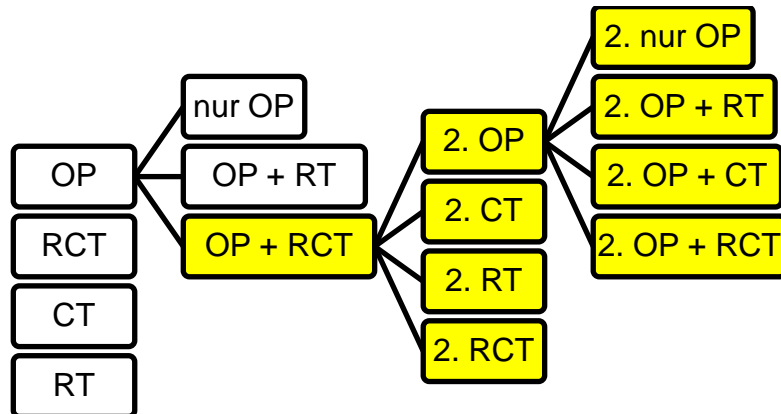 OP
RCT
CT
RT
nur OP
OP + RT
OP + RCT
2. OP
2. CT
2. RT
2. RCT
2. nur OP
2. OP + RT
2. OP + CT
2. OP + RCT